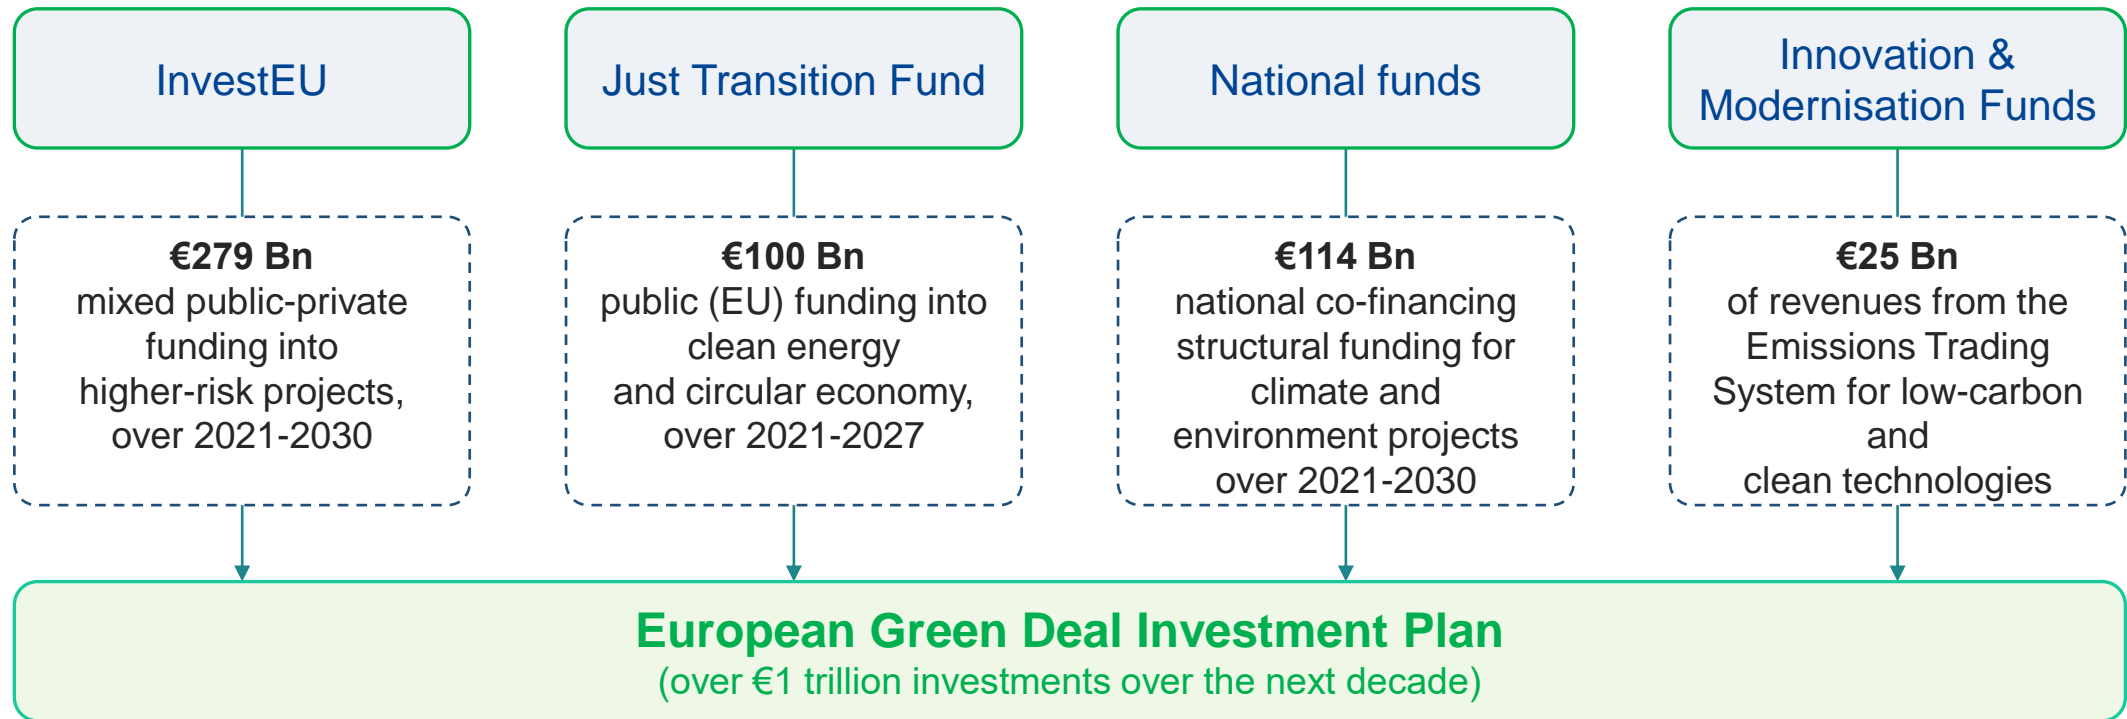 InvestEU
Just Transition Fund
National funds
Innovation &
Modernisation Funds
€279 Bn
mixed public-private
funding into
higher-risk projects,
over 2021-2030
€100 Bn
public (EU) funding into
clean energy
and circular economy,
over 2021-2027
€114 Bn
national co-financing
structural funding for
climate and
environment projects
over 2021-2030
€25 Bn
of revenues from the
Emissions Trading
System for low-carbon
and
clean technologies
European Green Deal Investment Plan
(over €1 trillion investments over the next decade)